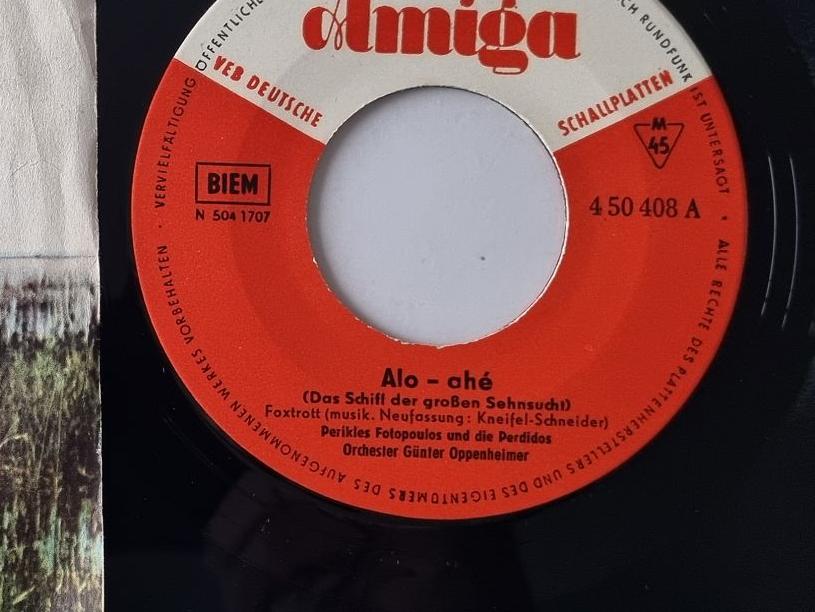 Amiga
VEB DEUTSCHE
SCHALLPLATTEN
M
45
BIEM
N 504 1707
4 50 408 A
Alo – ahé
(Das Schiff der großen Sehnsucht)
Foxtrott (musik. Neufassung: Kneifel-Schneider)
Perikles Fotopoulos und die Perdidos
Orchester Günter Oppenheimer
RUNDFUNK IST UNTERSAGT · ALLE RECHTE DES PLATTENHERSTELLERS UND DES EIGENTÜMERS DES AUFGENOMMENEN WERKES VORBEHALTEN · VERVIELFÄLTIGUNG